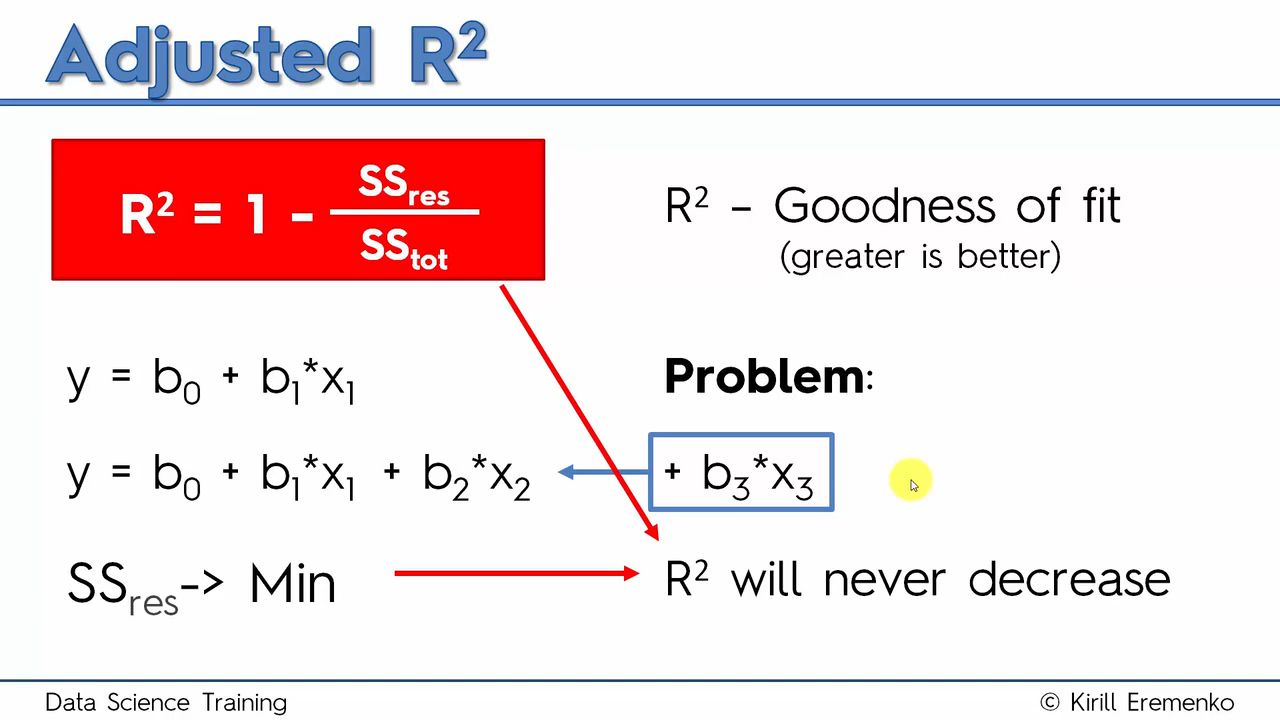 Adjusted R²
R² = 1 - SSres / SStot
R² – Goodness of fit
(greater is better)
y = b₀ + b₁*x₁
Problem:
y = b₀ + b₁*x₁ + b₂*x₂ + b₃*x₃
SSres-> Min
R² will never decrease
Data Science Training
© Kirill Eremenko